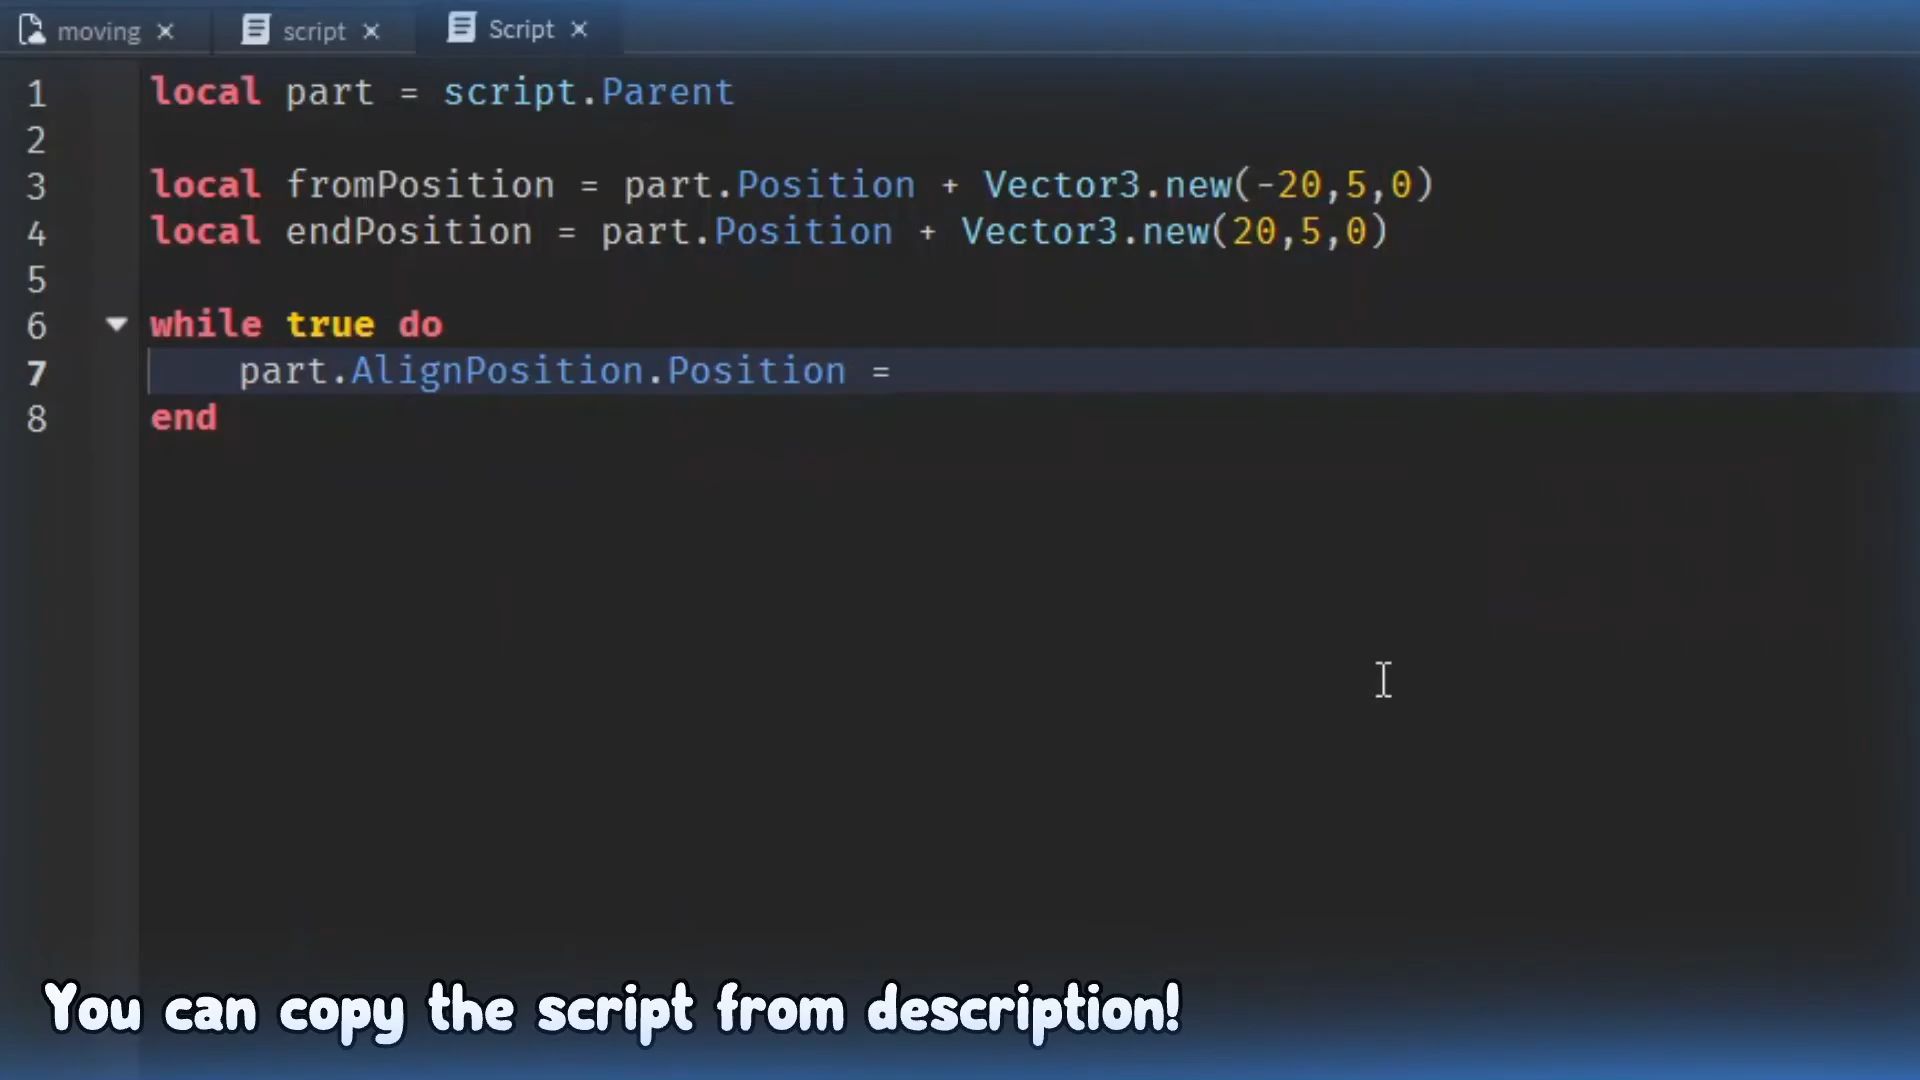 moving script Script
1 local part = script.Parent
2
3 local fromPosition = part.Position + Vector3.new(-20,5,0)
4 local endPosition = part.Position + Vector3.new(20,5,0)
5
6 while true do
7 part.AlignPosition.Position =
8 end
You can copy the script from description!